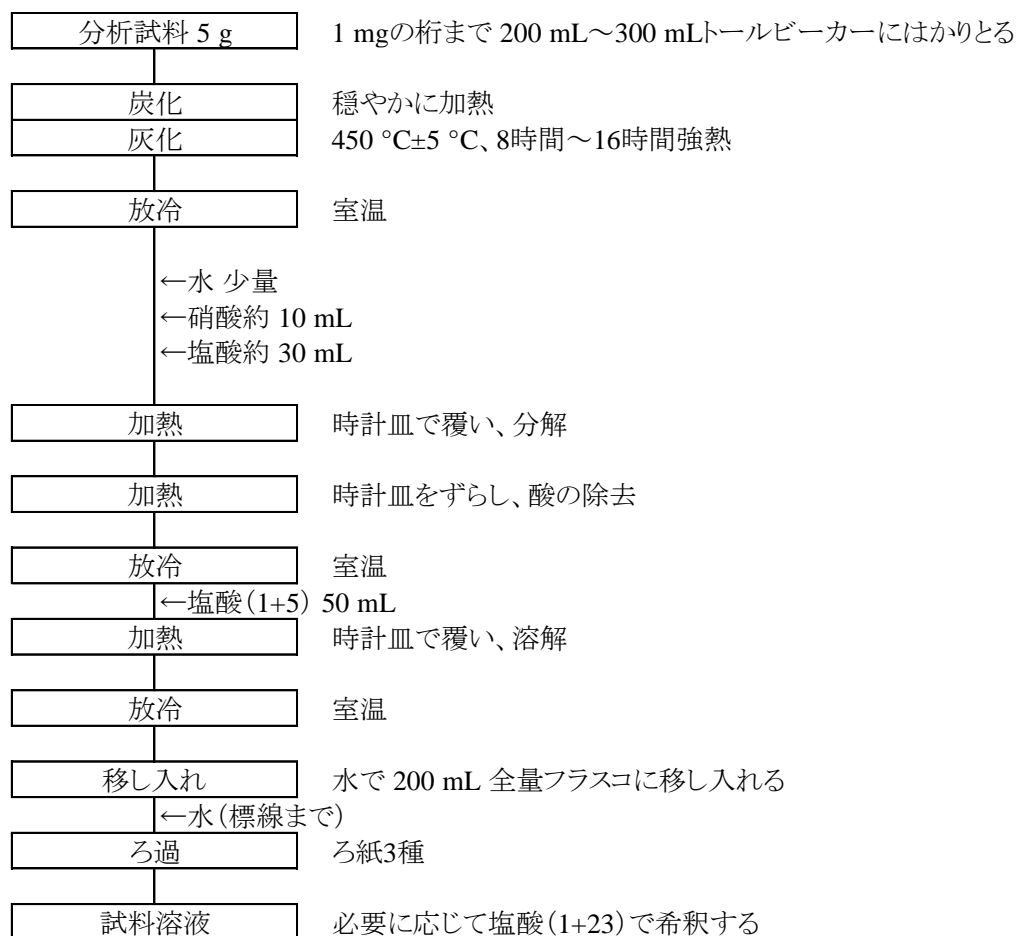 分析試料 5 g 1 mgの桁まで 200 mL～300 mLトールビーカーにはかりとる
炭化 穏やかに加熱
灰化 450 °C±5 °C、8時間～16時間強熱
放冷 室温
←水 少量
←硝酸約 10 mL
←塩酸約 30 mL
加熱 時計皿で覆い、分解
加熱 時計皿をずらし、酸の除去
放冷 室温
←塩酸（1+5） 50 mL
加熱 時計皿で覆い、溶解
放冷 室温
移し入れ 水で 200 mL 全量フラスコに移し入れる
←水（標線まで）
ろ過 ろ紙3種
試料溶液 必要に応じて塩酸（1+23）で希釈する